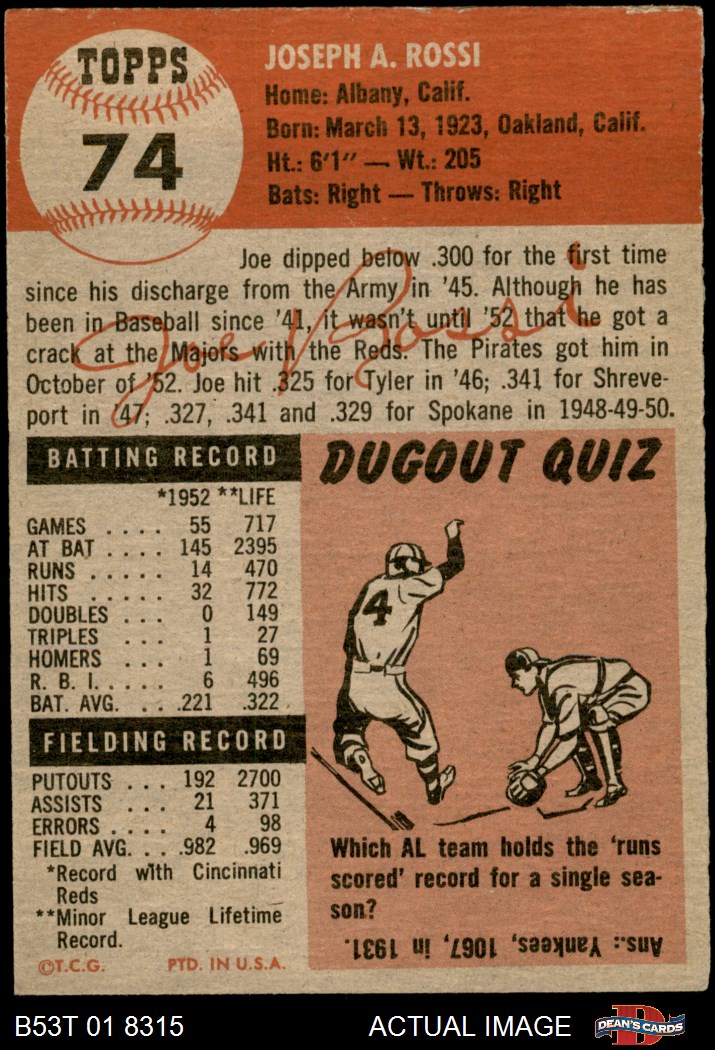 TOPPS
74
JOSEPH A. ROSSI
Home: Albany, Calif.
Born: March 13, 1923, Oakland, Calif.
Ht.: 6'1" — Wt.: 205
Bats: Right — Throws: Right
Joe dipped below .300 for the first time
since his discharge from the Army in '45. Although he has
been in Baseball since '41, it wasn't until '52 that he got a
crack at the Majors with the Reds. The Pirates got him in
October of '52. Joe hit .325 for Tyler in '46; .341 for Shreve-
port in '47; .327, .341 and .329 for Spokane in 1948-49-50.
Joe Rossi
BATTING RECORD
*1952 **LIFE
GAMES .... 55 717
AT BAT .... 145 2395
RUNS ..... 14 470
HITS ..... 32 772
DOUBLES .... 0 149
TRIPLES .... 1 27
HOMERS .... 1 69
R. B. I. .... 6 496
BAT. AVG. ... .221 .322
FIELDING RECORD
PUTOUTS ... 192 2700
ASSISTS ... 21 371
ERRORS .... 4 98
FIELD AVG. .. .982 .969
*Record with Cincinnati
Reds
**Minor League Lifetime
Record.
©T.C.G. PTD. IN U.S.A.
DUGOUT QUIZ
4
Which AL team holds the 'runs
scored' record for a single sea-
son?
Ans.: Yankees, 1067, in 1931.
B53T 01 8315
ACTUAL IMAGE
D
DEAN'S CARDS